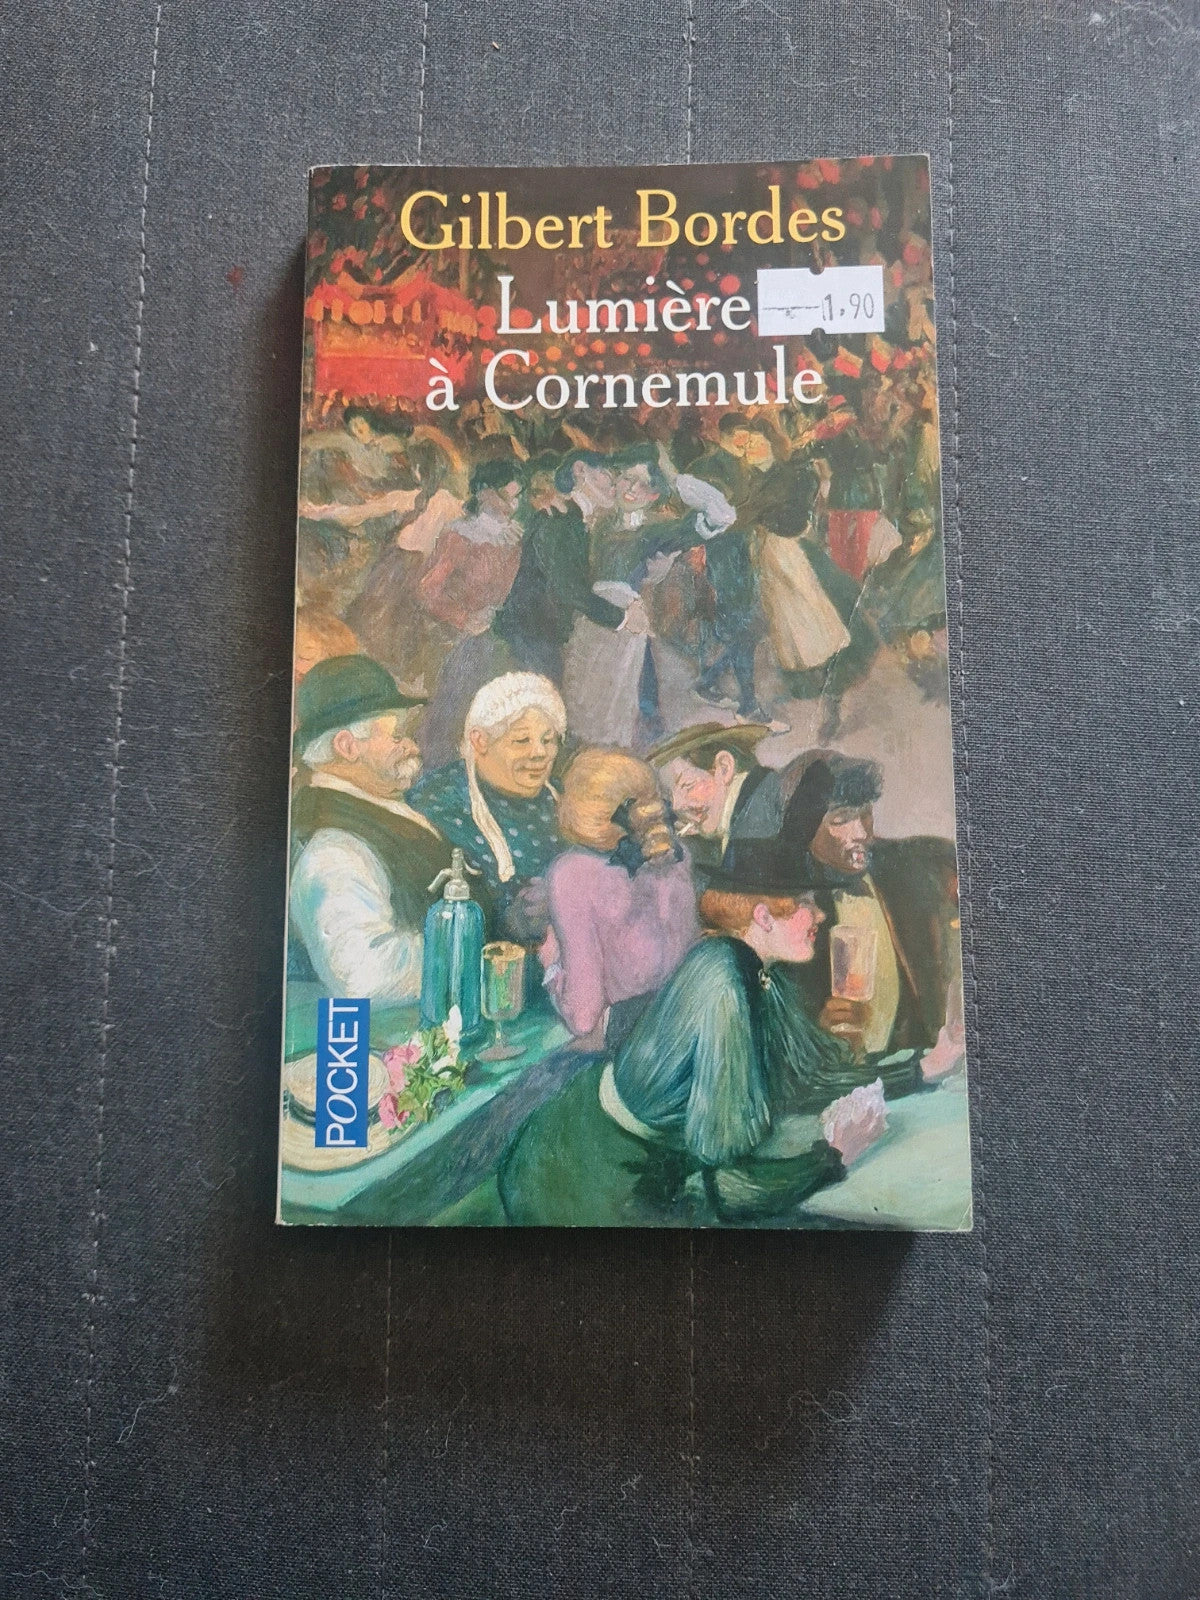 Gilbert Bordes
Lumière
1.90
à Cornemule
POCKET